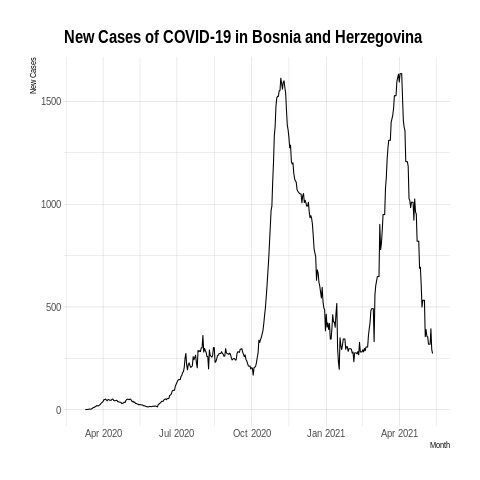 New Cases of COVID-19 in Bosnia and Herzegovina
New Cases
1500
1000
500
0
Apr 2020 Jul 2020 Oct 2020 Jan 2021 Apr 2021
Month